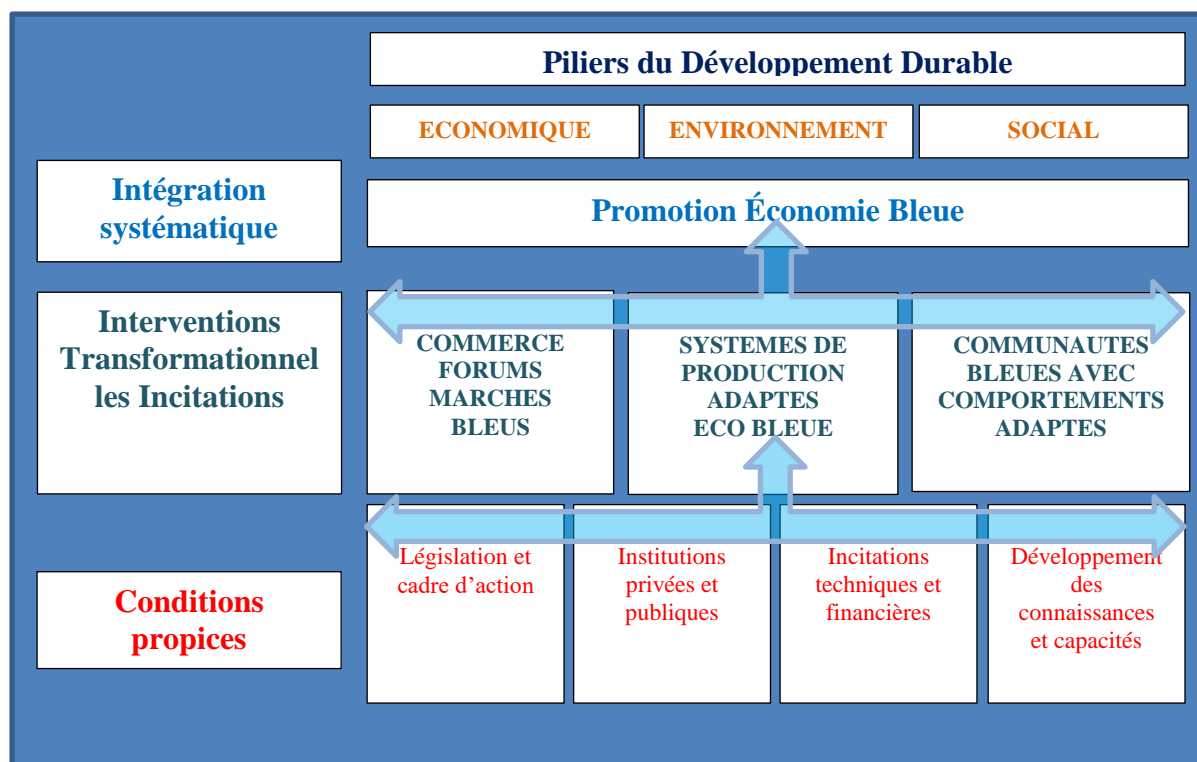 Piliers du Développement Durable
ECONOMIQUE
ENVIRONNEMENT
SOCIAL
Intégration
systématique
Promotion Économie Bleue
Interventions
Transformationnel
les Incitations
COMMERCE
FORUMS
MARCHES
BLEUS
SYSTEMES DE
PRODUCTION
ADAPTES
ECO BLEUE
COMMUNAUTES
BLEUES AVEC
COMPORTEMENTS
ADAPTES
Conditions
propices
Législation et
cadre d’action
Institutions
privées et
publiques
Incitations
techniques et
financières
Développement
des
connaissances
et capacités